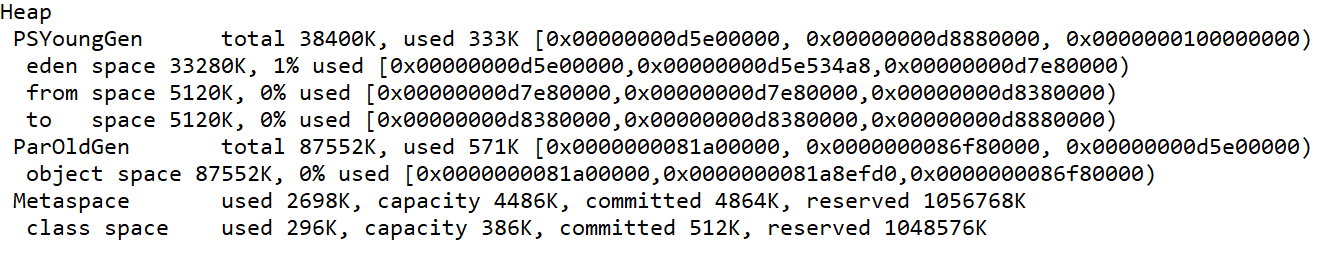 Heap
 PSYoungGen      total 38400K, used 333K [0x00000000d5e00000, 0x00000000d8880000, 0x0000000100000000)
  eden space 33280K, 1% used [0x00000000d5e00000,0x00000000d5e534a8,0x00000000d7e80000)
  from space 5120K, 0% used [0x00000000d7e80000,0x00000000d7e80000,0x00000000d8380000)
  to   space 5120K, 0% used [0x00000000d8380000,0x00000000d8380000,0x00000000d8880000)
 ParOldGen       total 87552K, used 571K [0x0000000081a00000, 0x0000000086f80000, 0x00000000d5e00000)
  object space 87552K, 0% used [0x0000000081a00000,0x0000000081a8efd0,0x0000000086f80000)
 Metaspace       used 2698K, capacity 4486K, committed 4864K, reserved 1056768K
  class space    used 296K, capacity 386K, committed 512K, reserved 1048576K